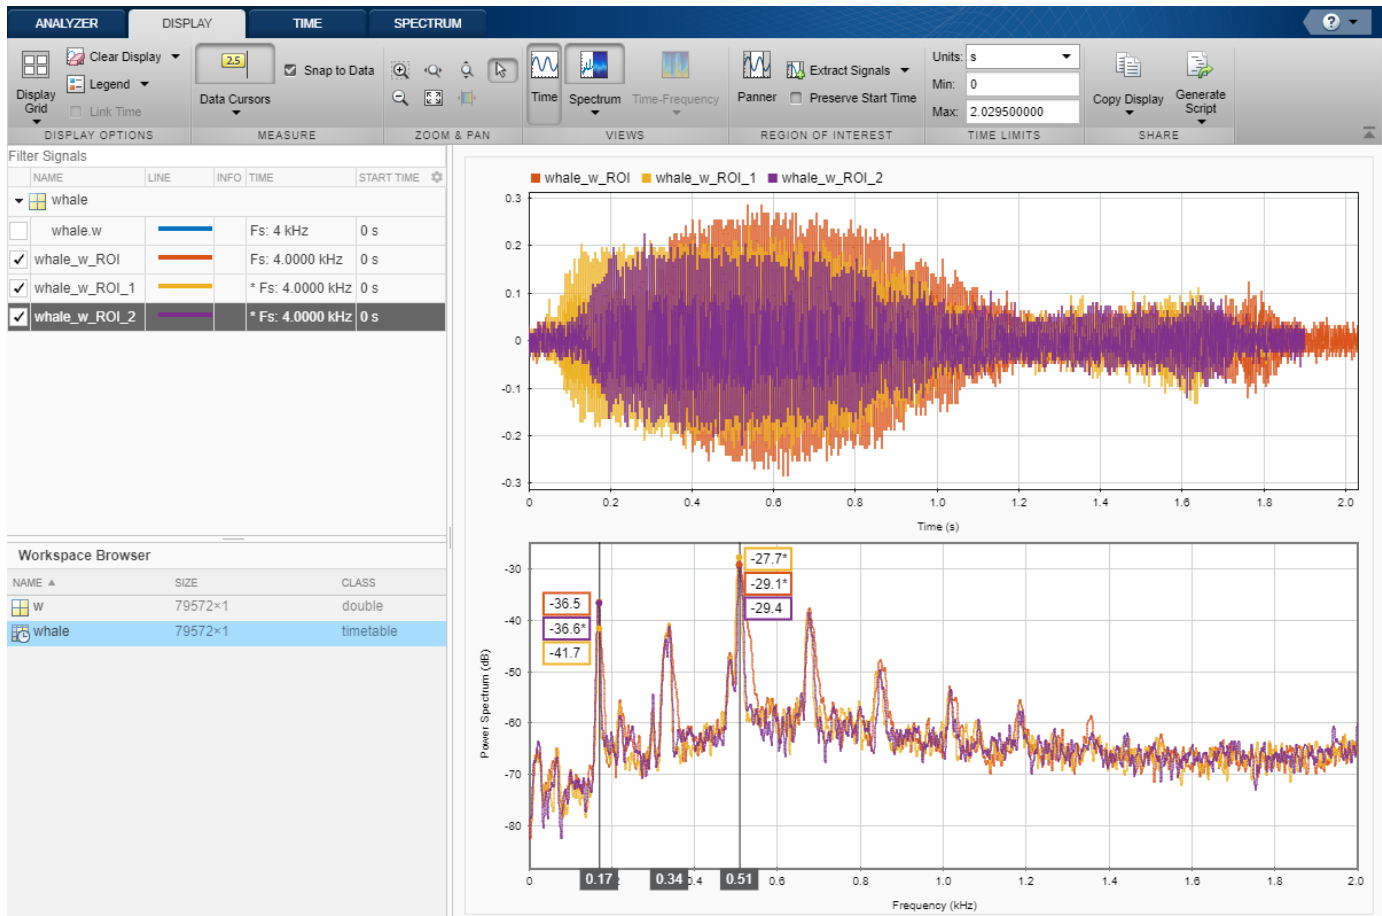 ANALYZER DISPLAY TIME SPECTRUM ?
Clear Display 2.5 Snap to Data Units: s
Legend Extract Signals Min: 0
Display Grid Link Time Data Cursors Time Spectrum Time-Frequency Panner Preserve Start Time Max: 2.029500000 Copy Display Generate Script
DISPLAY OPTIONS MEASURE ZOOM & PAN VIEWS REGION OF INTEREST TIME LIMITS SHARE
Filter Signals
NAME LINE INFO TIME START TIME
whale
whale.w Fs: 4 kHz 0 s
whale_w_ROI Fs: 4.0000 kHz 0 s
whale_w_ROI_1 * Fs: 4.0000 kHz 0 s
whale_w_ROI_2 * Fs: 4.0000 kHz 0 s
Workspace Browser
NAME SIZE CLASS
w 79572×1 double
whale 79572×1 timetable
whale_w_ROI whale_w_ROI_1 whale_w_ROI_2
0.3
0.2
0.1
0
-0.1
-0.2
-0.3
0 0.2 0.4 0.6 0.8 1.0 1.2 1.4 1.6 1.8 2.0
Time (s)
-27.7*
-29.1*
-29.4
-36.5
-36.6*
-41.7
Power Spectrum (dB)
-30
-40
-50
-60
-70
-80
0 0.17 0.34 0.4 0.51 0.6 0.8 1.0 1.2 1.4 1.6 1.8 2.0
Frequency (kHz)